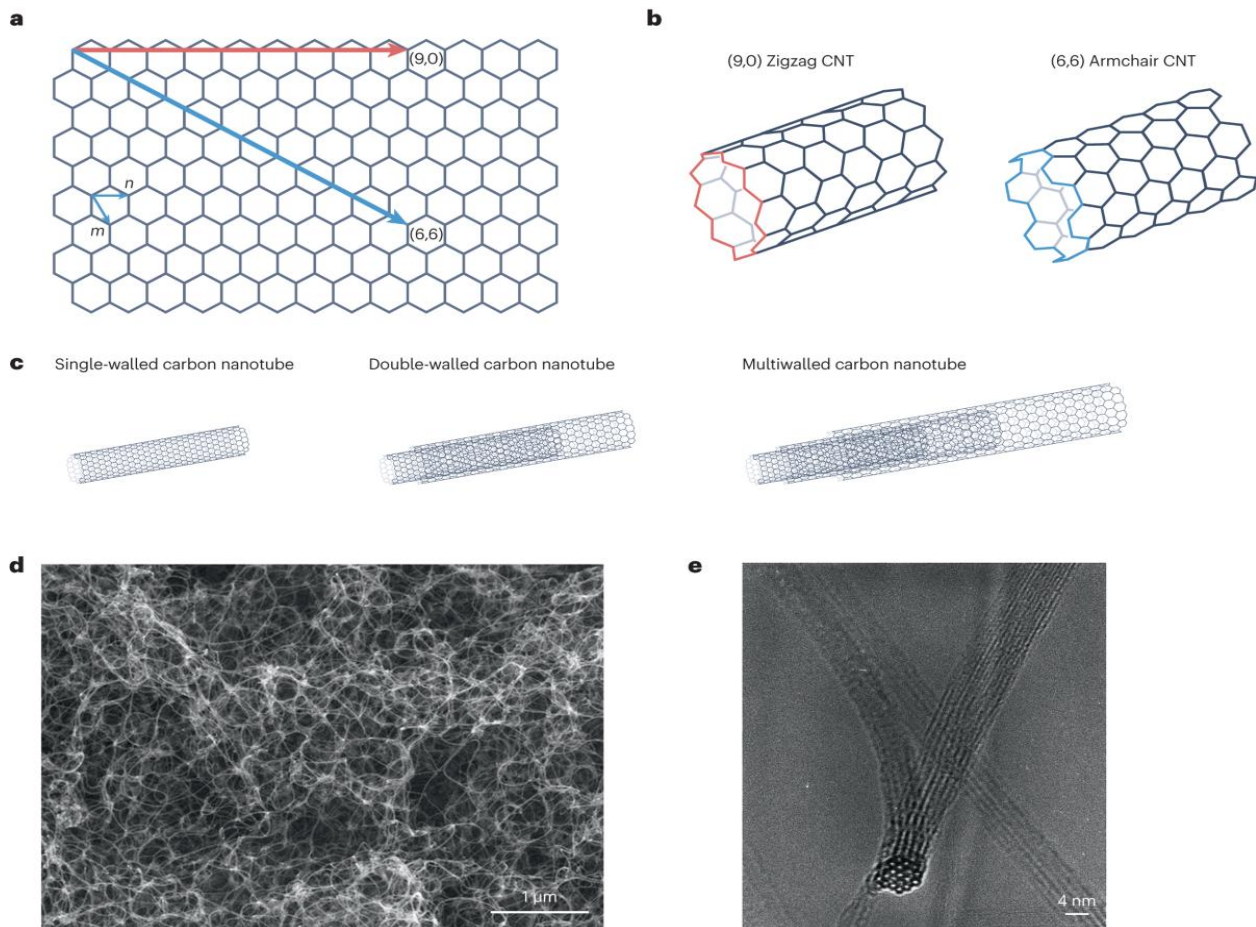 a
(9,0)
n
m
(6,6)
b
(9,0) Zigzag CNT
(6,6) Armchair CNT
c
Single-walled carbon nanotube
Double-walled carbon nanotube
Multiwalled carbon nanotube
d
1 μm
e
4 nm